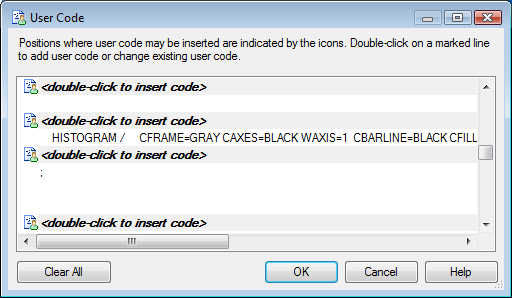 User Code
Positions where user code may be inserted are indicated by the icons. Double-click on a marked line
to add user code or change existing user code.
<double-click to insert code>
<double-click to insert code>
HISTOGRAM / CFRAME=GRAY CAXES=BLACK WAXIS=1 CBARLINE=BLACK CFILL
<double-click to insert code>
;
<double-click to insert code>
Clear All OK Cancel Help